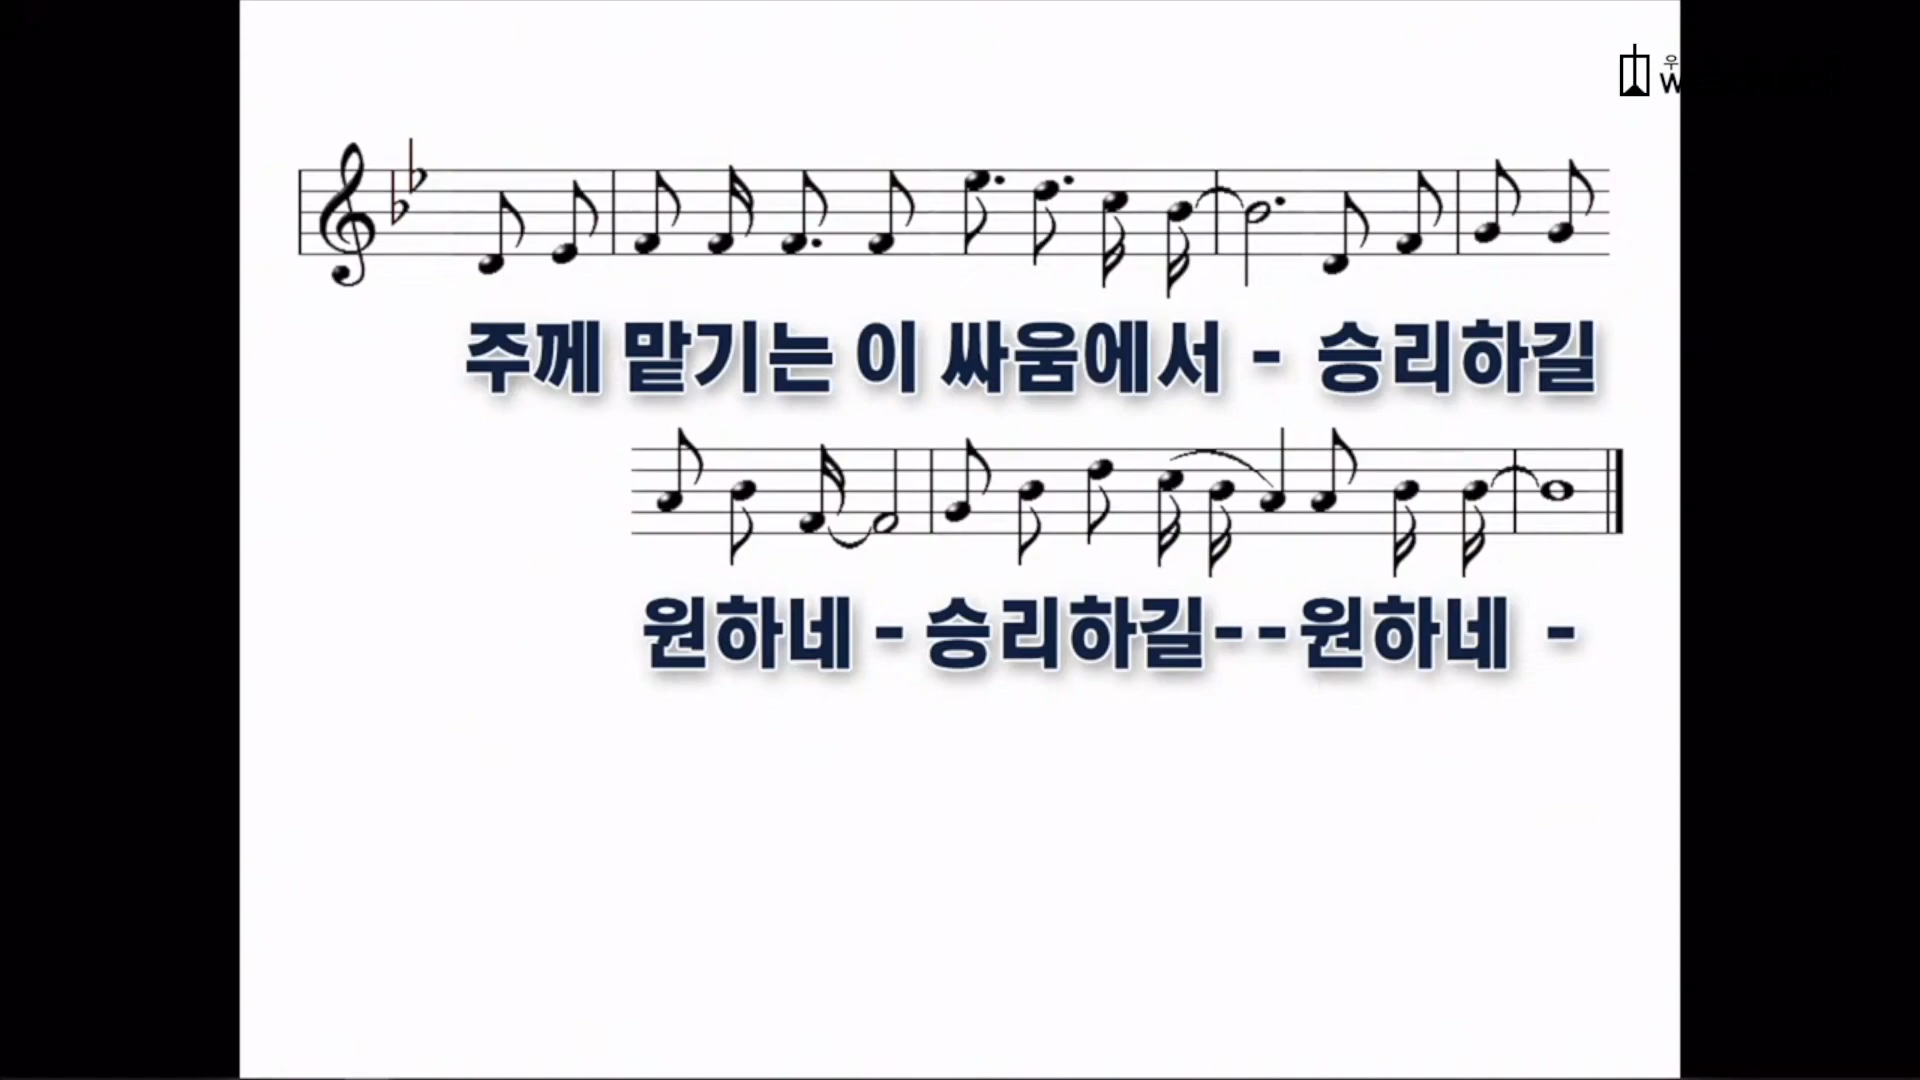 우
W
주께 맡기는 이 싸움에서 - 승리하길
원하네 - 승리하길--원하네 -